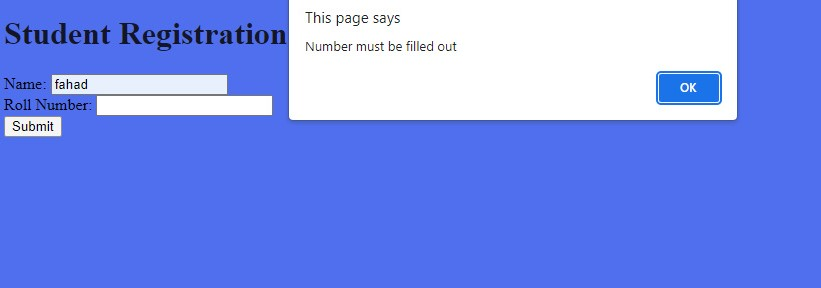 Student Registration
Name: fahad
Roll Number:
Submit
This page says
Number must be filled out
OK